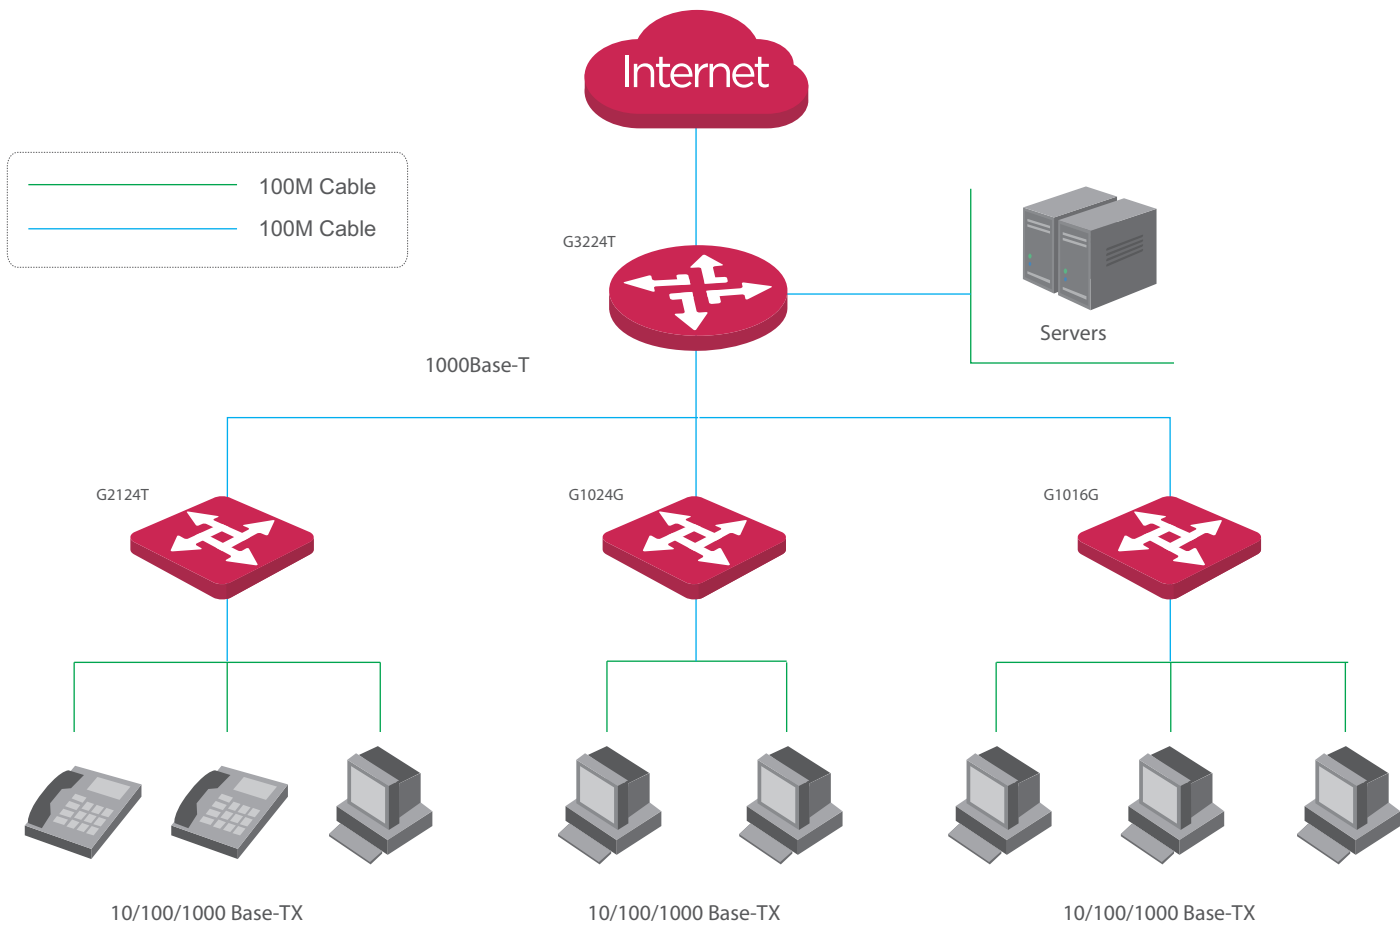 Internet
100M Cable
100M Cable
G3224T
Servers
1000Base-T
G2124T
G1024G
G1016G
10/100/1000 Base-TX
10/100/1000 Base-TX
10/100/1000 Base-TX